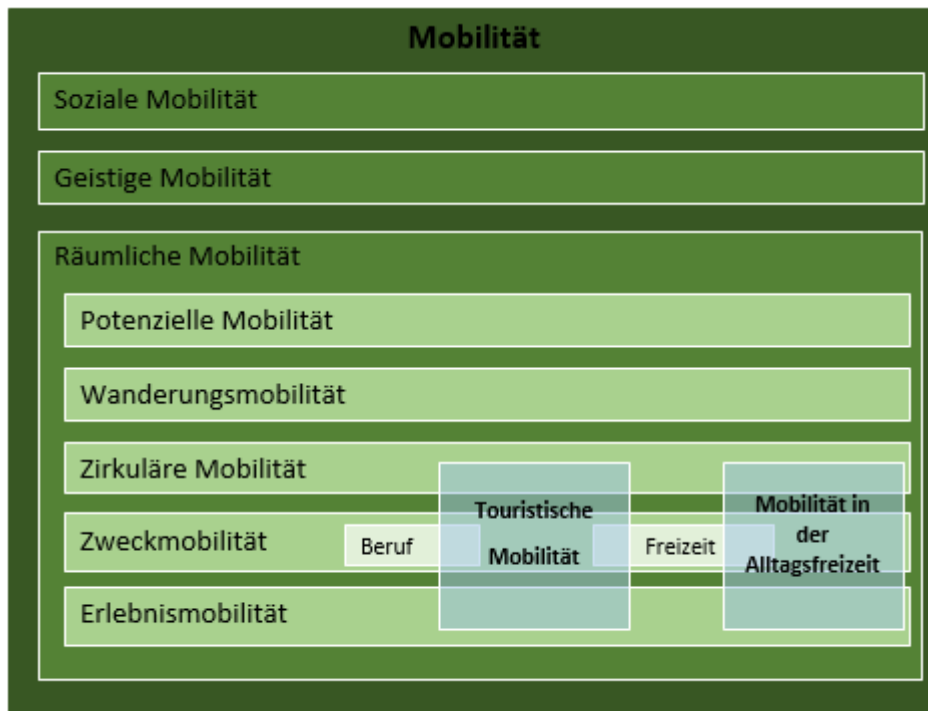 Mobilität
Soziale Mobilität
Geistige Mobilität
Räumliche Mobilität
Potenzielle Mobilität
Wanderungsmobilität
Zirkuläre Mobilität
Zweckmobilität
Beruf
Touristische
Mobilität
Freizeit
Mobilität in
der
Alltagsfreizeit
Erlebnismobilität